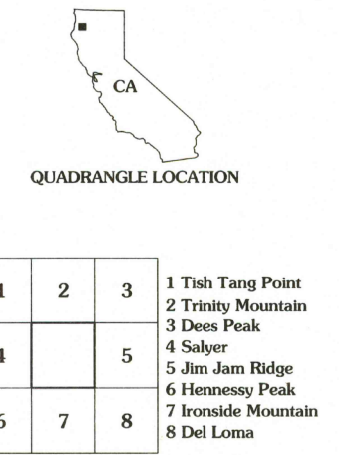 CA
QUADRANGLE LOCATION
1 2 3
4 5
6 7 8
1 Tish Tang Point
2 Trinity Mountain
3 Dees Peak
4 Salyer
5 Jim Jam Ridge
6 Hennessy Peak
7 Ironside Mountain
8 Del Loma